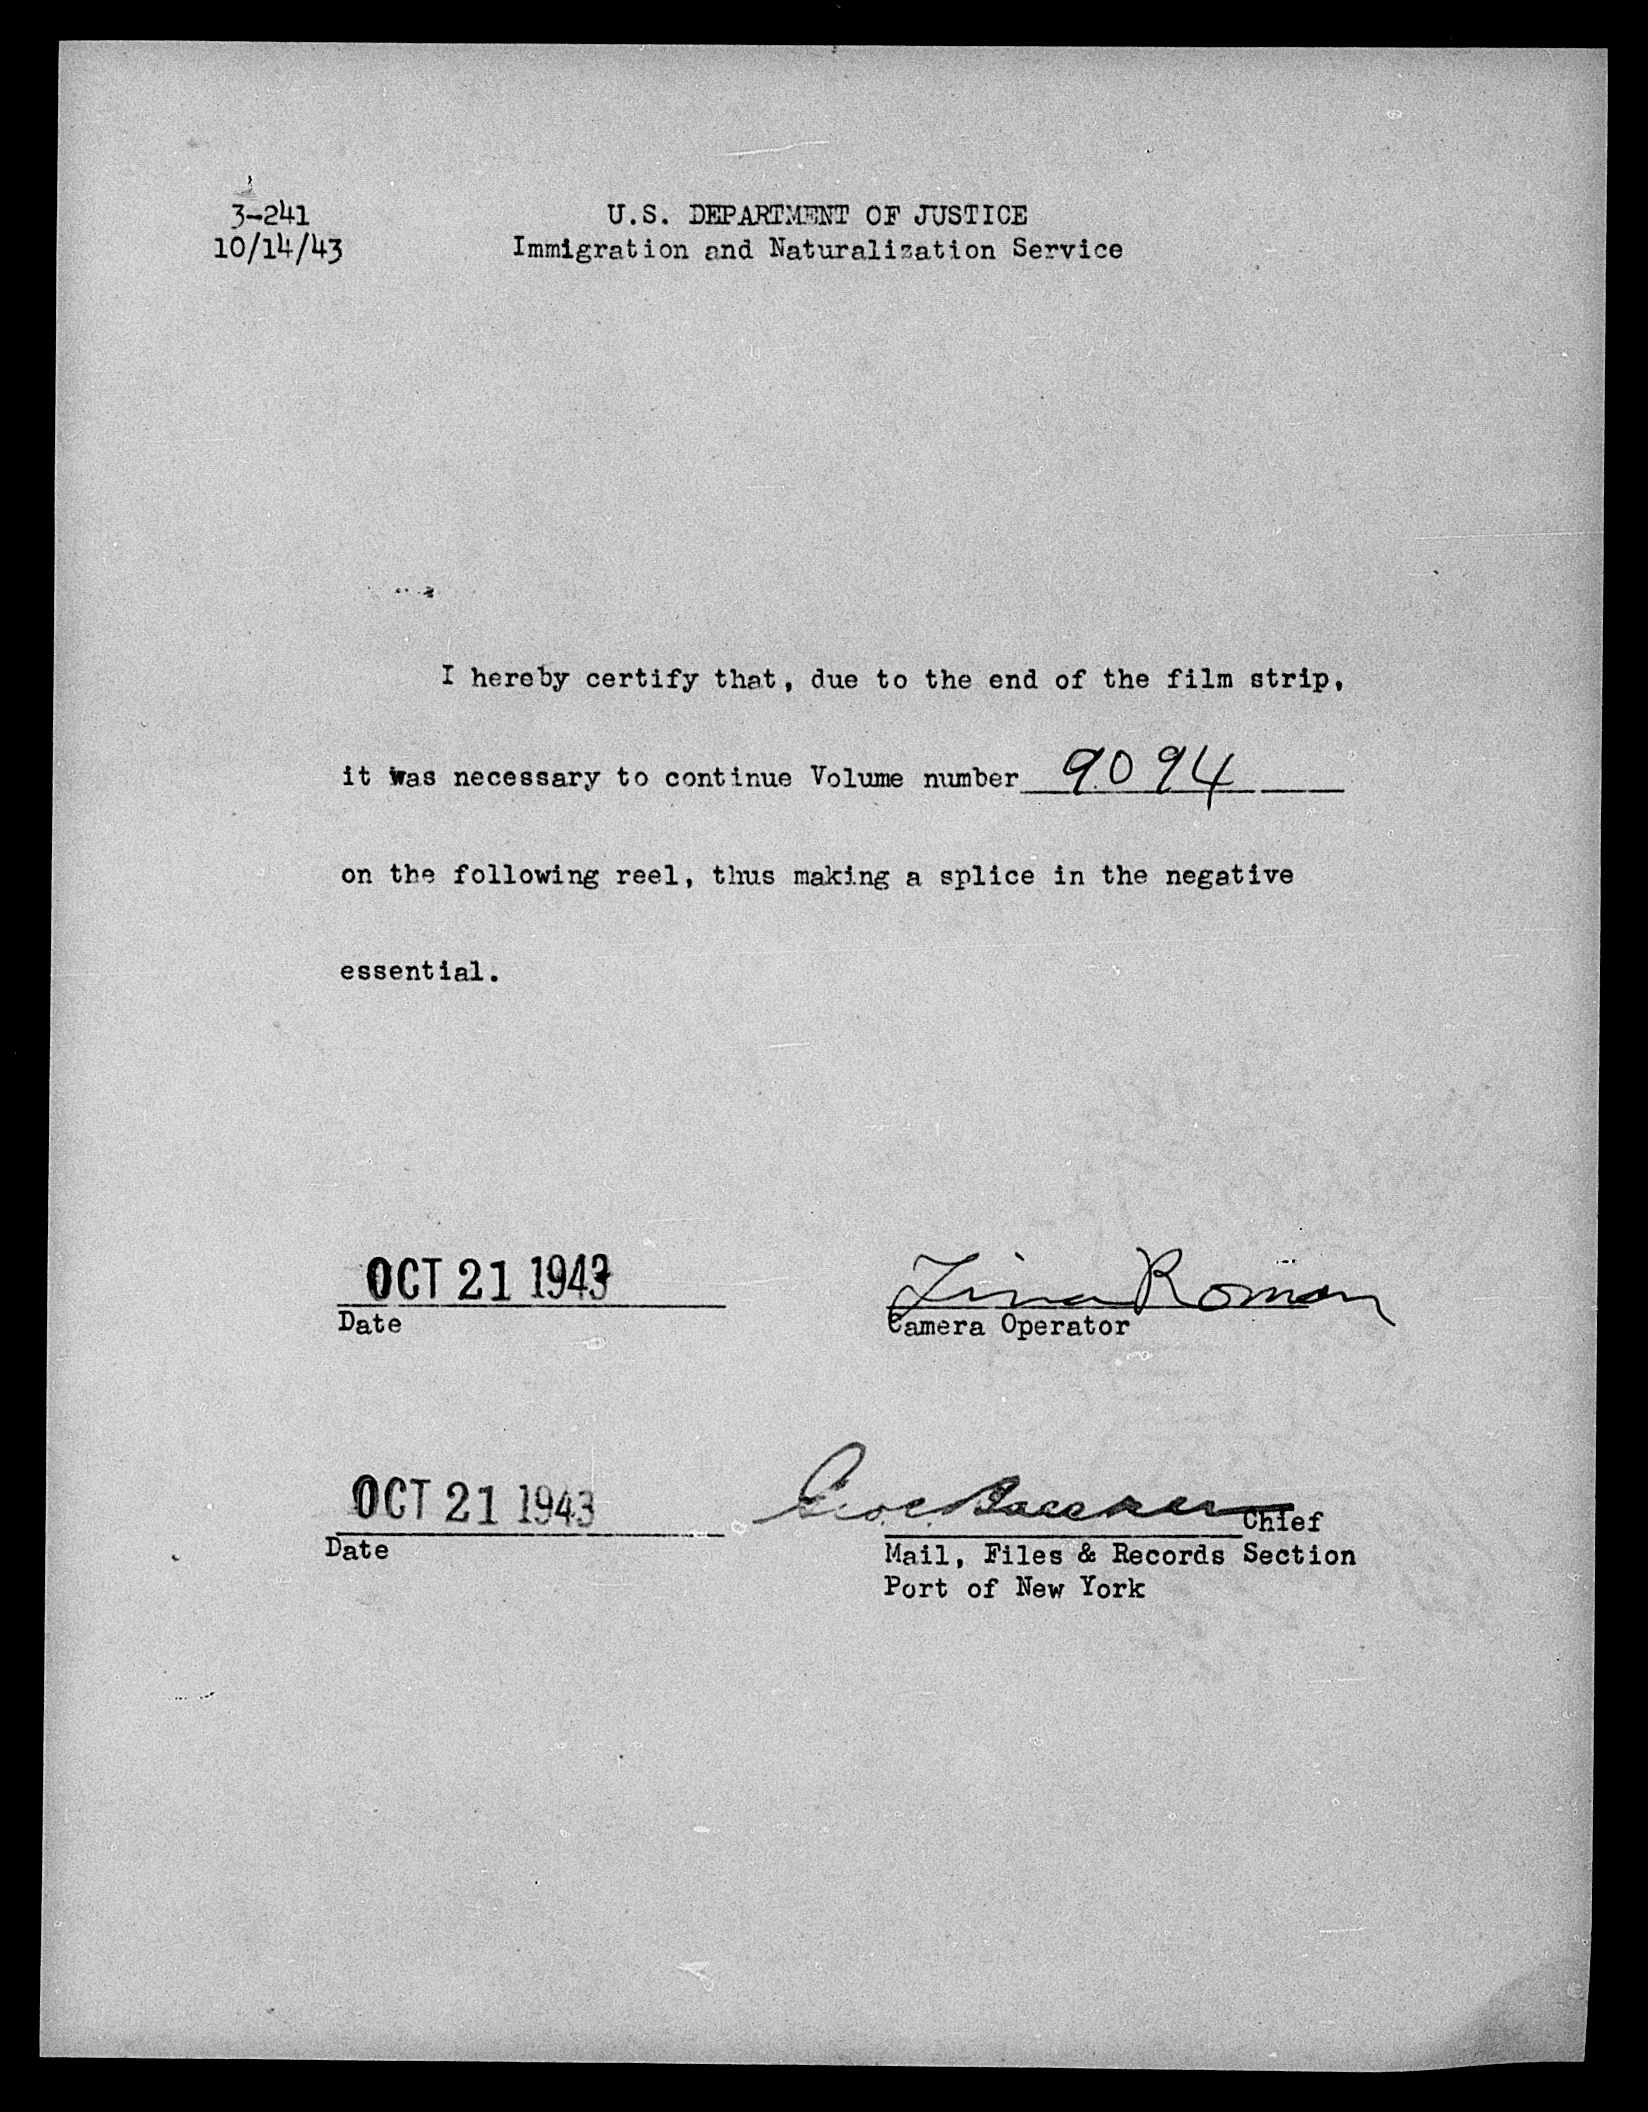 3-241
10/14/43
U.S. DEPARTMENT OF JUSTICE
Immigration and Naturalization Service
I hereby certify that, due to the end of the film strip,
it was necessary to continue Volume number 9094
on the following reel, thus making a splice in the negative
essential.
OCT 21 1943
Date
Tina Roman
Camera Operator
OCT 21 1943
Date
Chief
Mail, Files & Records Section
Port of New York